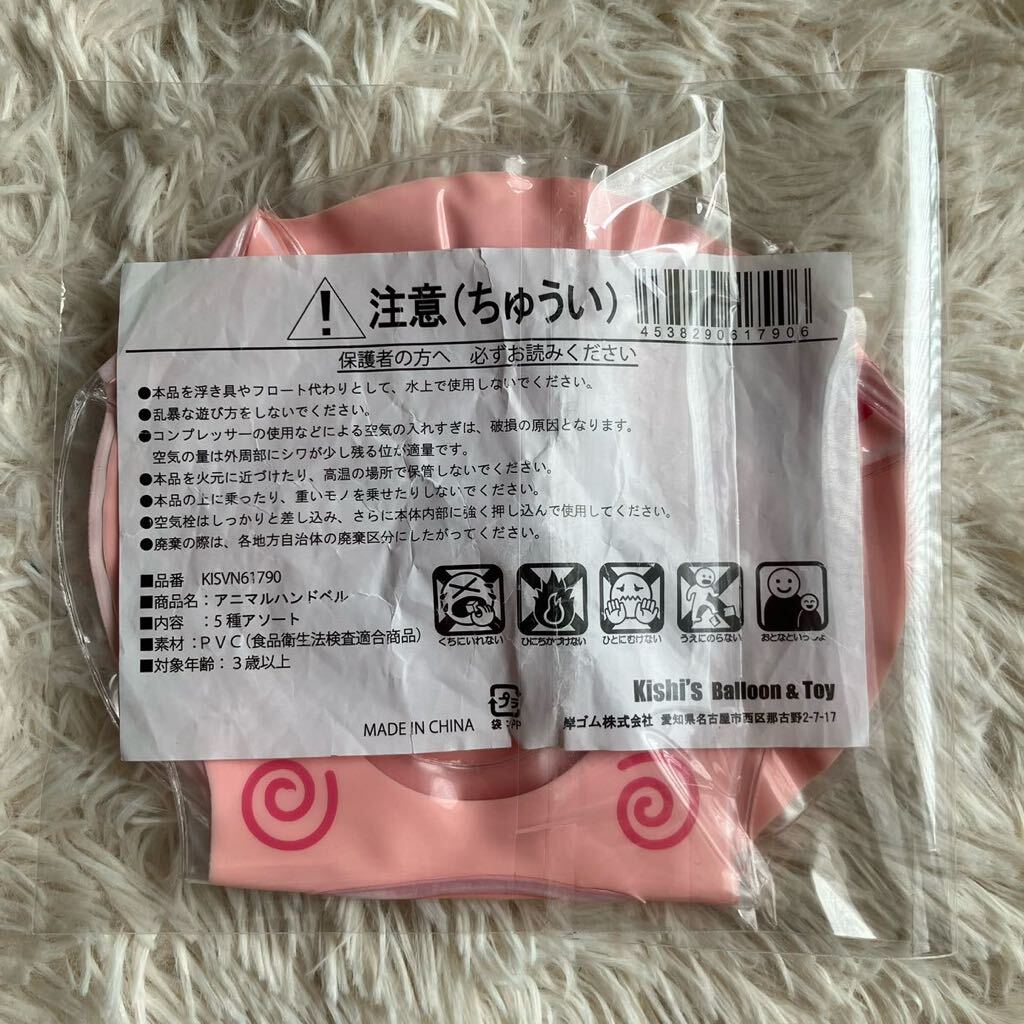 注意(ちゅうい)
4538290617906
保護者の方へ 必ずお読みください
●本品を浮き具やフロート代わりとして、水上で使用しないでください。
●乱暴な遊び方をしないでください。
●コンプレッサーの使用などによる空気の入れすぎは、破損の原因となります。
空気の量は外周部にシワが少し残る位が適量です。
●本品を火元に近づけたり、高温の場所で保管しないでください。
●本品の上に乗ったり、重いモノを乗せたりしないでください。
●空気栓はしっかりと差し込み、さらに本体内部に強く押し込んで使用してください。
●廃棄の際は、各地方自治体の廃棄区分にしたがってください。
■品番 KISVN61790
■商品名：アニマルハンドベル
■内容 ：5種アソート
■素材：PVC(食品衛生法検査適合商品)
■対象年齢：3歳以上
くちにいれない
ひにちかづけない
ひとにむけない
うえにのらない
おとなといっしょ
Kishi's Balloon & Toy
MADE IN CHINA
プラ
袋：PP
岸ゴム株式会社 愛知県名古屋市西区那古野2-7-17